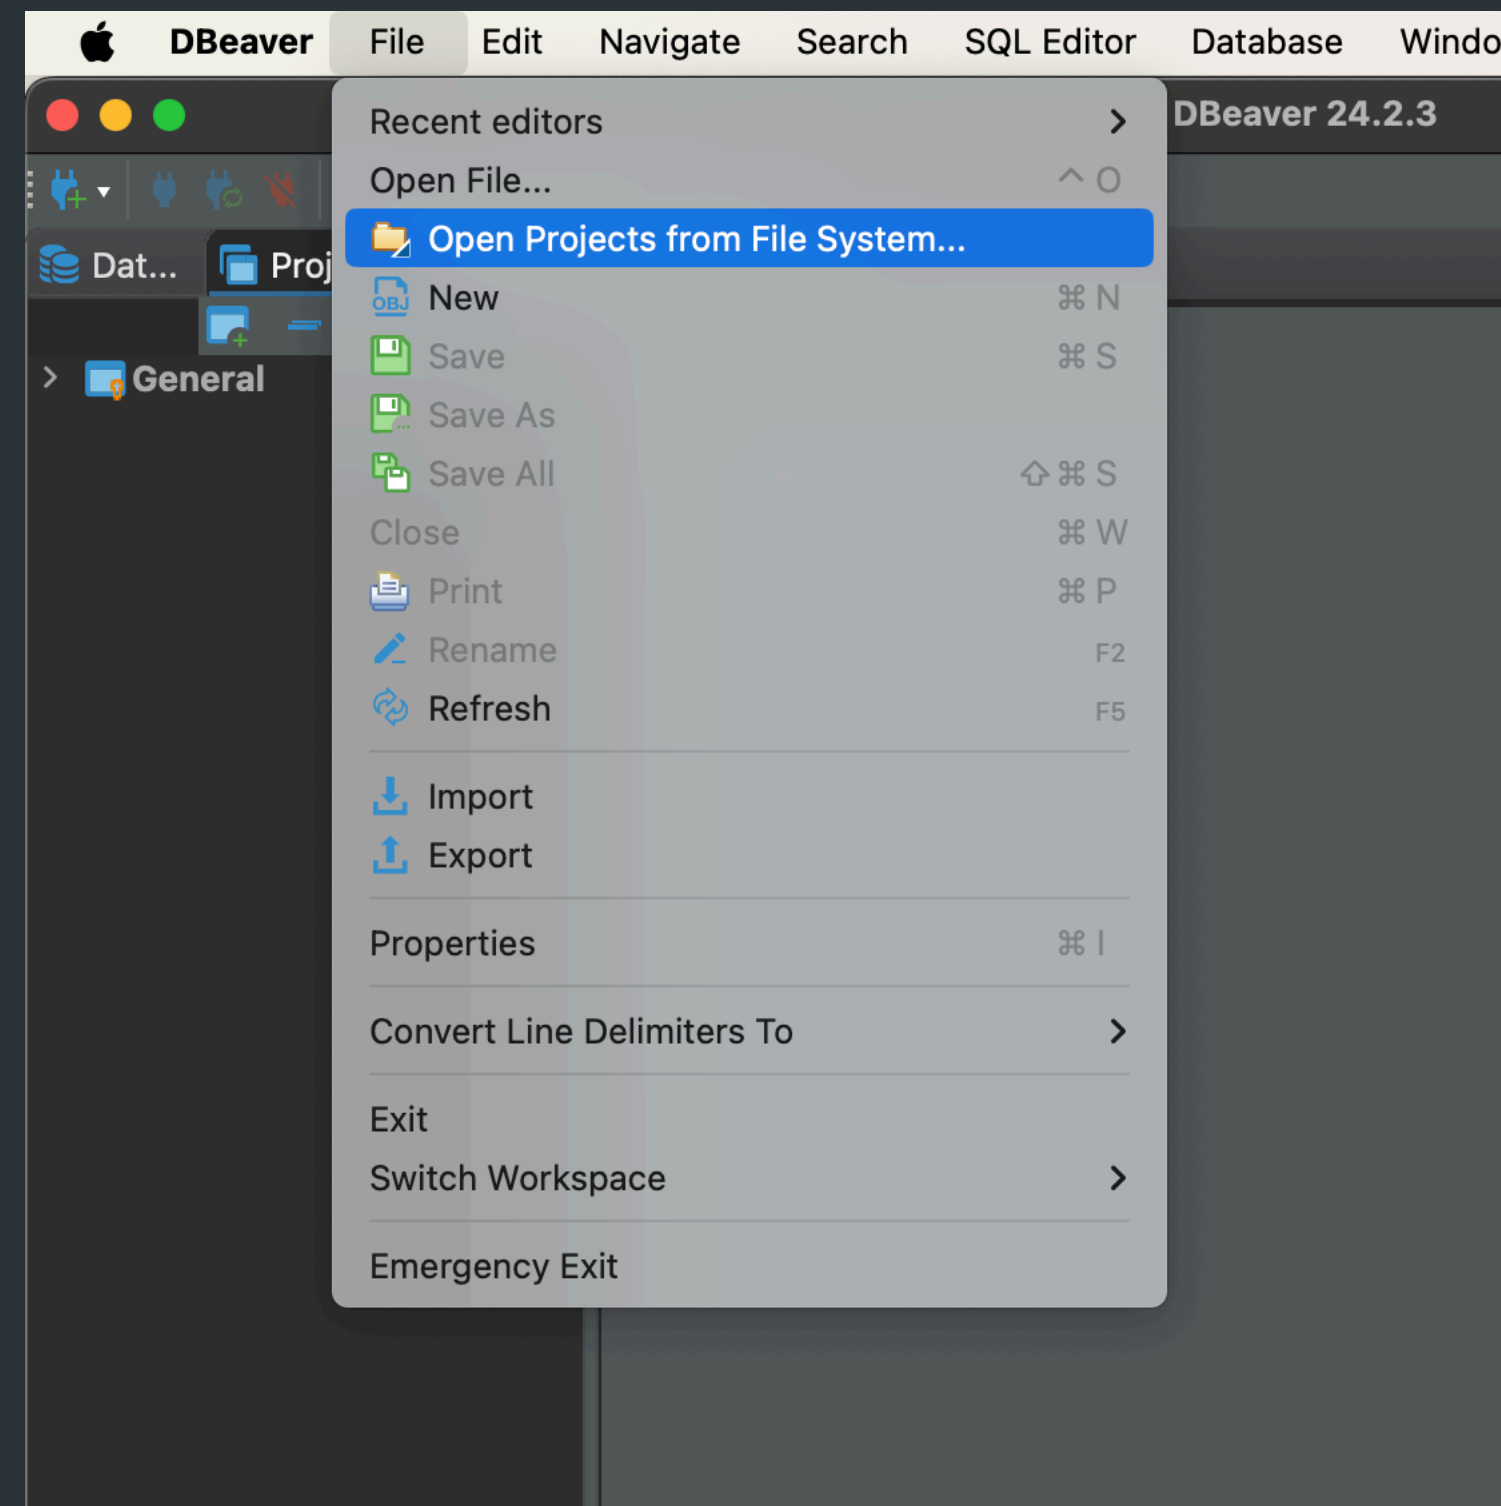 DBeaver File Edit Navigate Search SQL Editor Database Windo
DBeaver 24.2.3
Dat... Proj
General
Recent editors
Open File... ^ O
Open Projects from File System...
OBJ New ⌘ N
Save ⌘ S
Save As
Save All ⇧ ⌘ S
Close ⌘ W
Print ⌘ P
Rename F2
Refresh F5
Import
Export
Properties ⌘ I
Convert Line Delimiters To
Exit
Switch Workspace
Emergency Exit